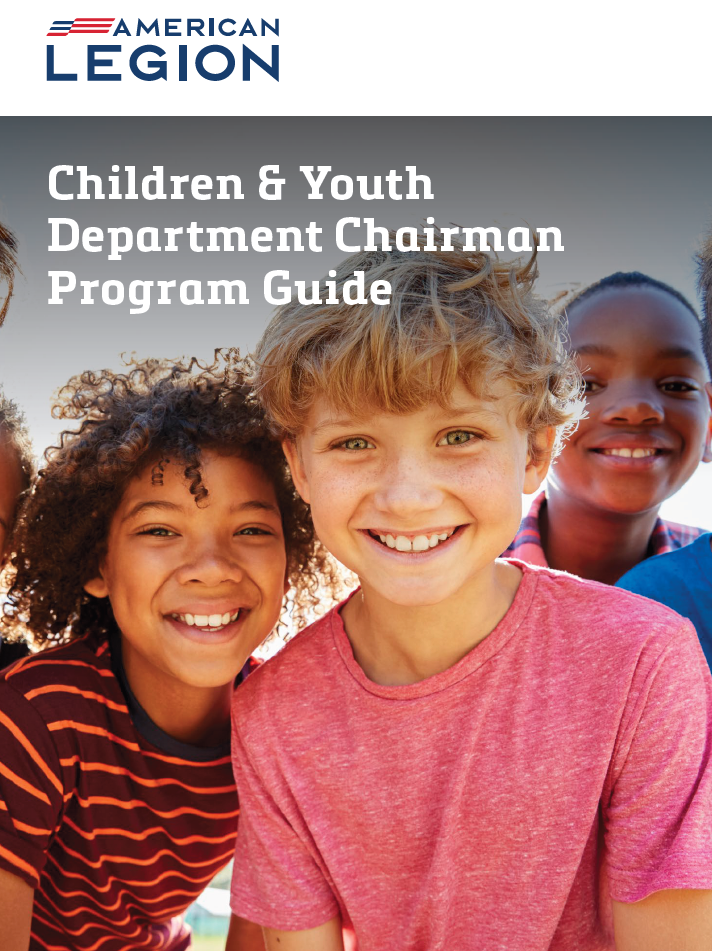 AMERICAN
LEGION
Children & Youth
Department Chairman
Program Guide